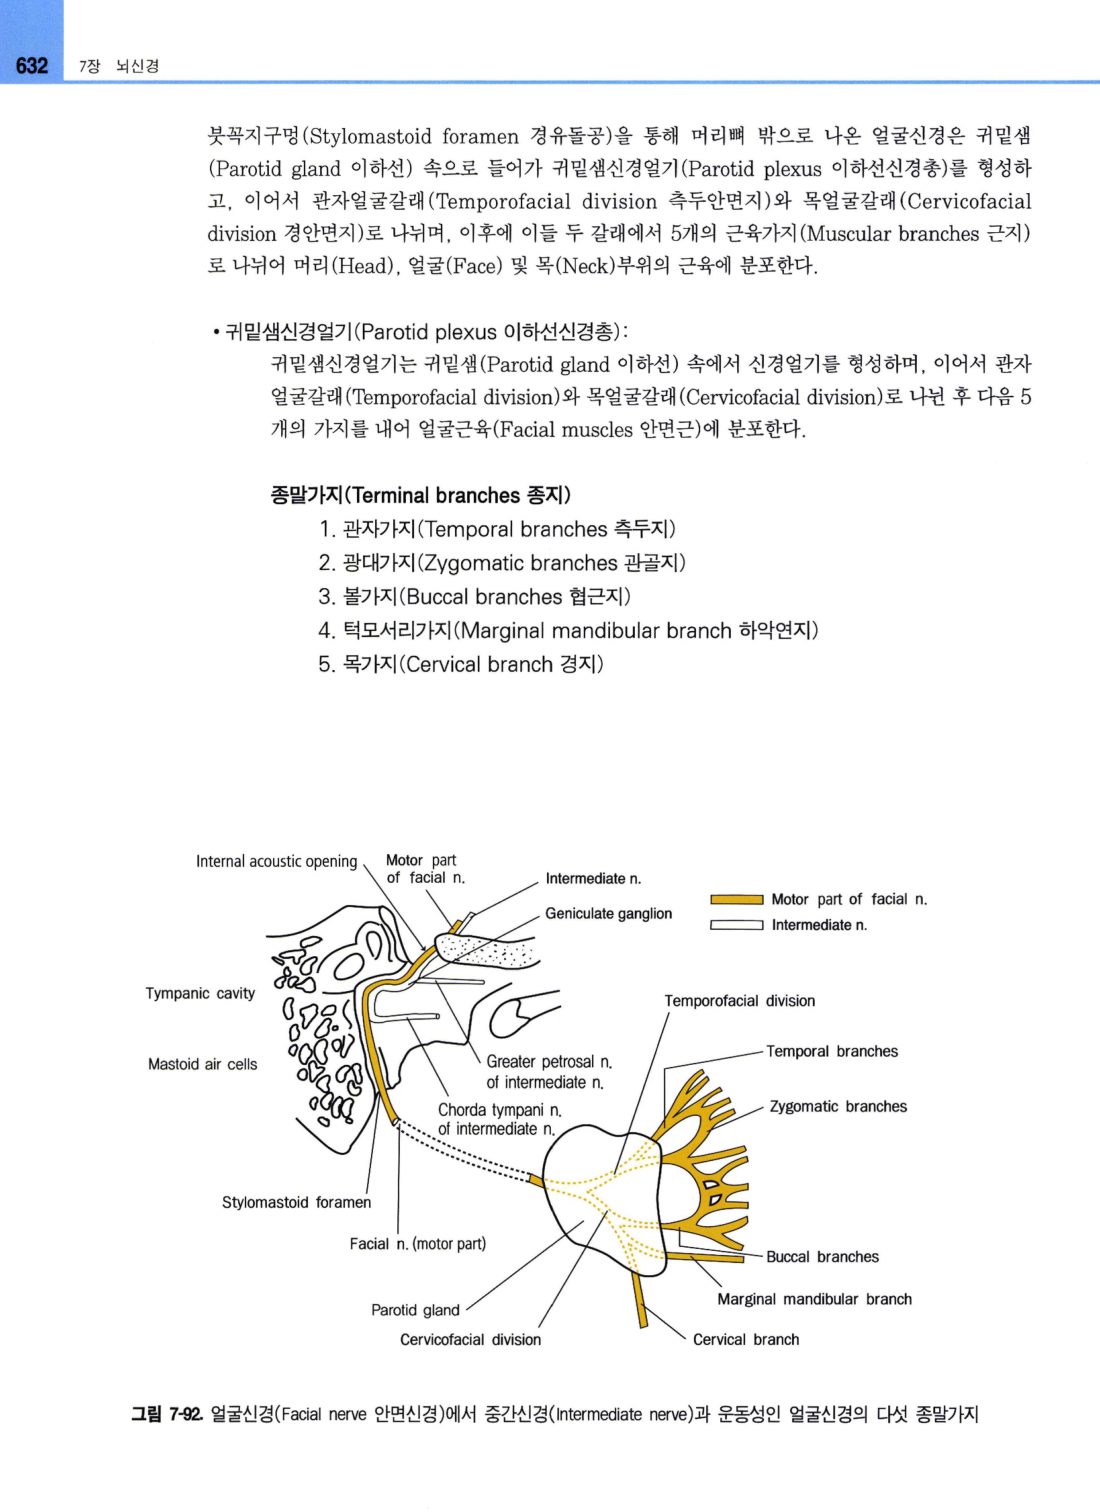 632 7장 뇌신경
붓꼭지구멍(Stylomastoid foramen 경유돌공)을 통해 머리뼈 밖으로 나온 얼굴신경은 귀밑샘
(Parotid gland 이하선) 속으로 들어가 귀밑샘신경얼기(Parotid plexus 이하선신경총)를 형성하
고, 이어서 관자얼굴갈래(Temporofacial division 측두안면지)와 목얼굴갈래(Cervicofacial
division 경안면지)로 나뉘며, 이후에 이들 두 갈래에서 5개의 근육가지(Muscular branches 근지)
로 나뉘어 머리(Head), 얼굴(Face) 및 목(Neck)부위의 근육에 분포한다.
• 귀밑샘신경얼기(Parotid plexus 이하선신경총):
귀밑샘신경얼기는 귀밑샘(Parotid gland 이하선) 속에서 신경얼기를 형성하며, 이어서 관자
얼굴갈래(Temporofacial division)와 목얼굴갈래(Cervicofacial division)로 나뉜 후 다음 5
개의 가지를 내어 얼굴근육(Facial muscles 안면근)에 분포한다.
종말가지(Terminal branches 종지)
1. 관자가지(Temporal branches 측두지)
2. 광대가지(Zygomatic branches 관골지)
3. 볼가지(Buccal branches 협근지)
4. 턱모서리가지(Marginal mandibular branch 하악연지)
5. 목가지(Cervical branch 경지)
Internal acoustic opening
Motor part
of facial n.
Intermediate n.
Geniculate ganglion
Motor part of facial n.
Intermediate n.
Tympanic cavity
Temporofacial division
Mastoid air cells
Greater petrosal n.
of intermediate n.
Temporal branches
Chorda tympani n.
of intermediate n.
Zygomatic branches
Stylomastoid foramen
Facial n. (motor part)
Buccal branches
Parotid gland
Marginal mandibular branch
Cervicofacial division
Cervical branch
그림 7-92. 얼굴신경(Facial nerve 안면신경)에서 중간신경(Intermediate nerve)과 운동성인 얼굴신경의 다섯 종말가지